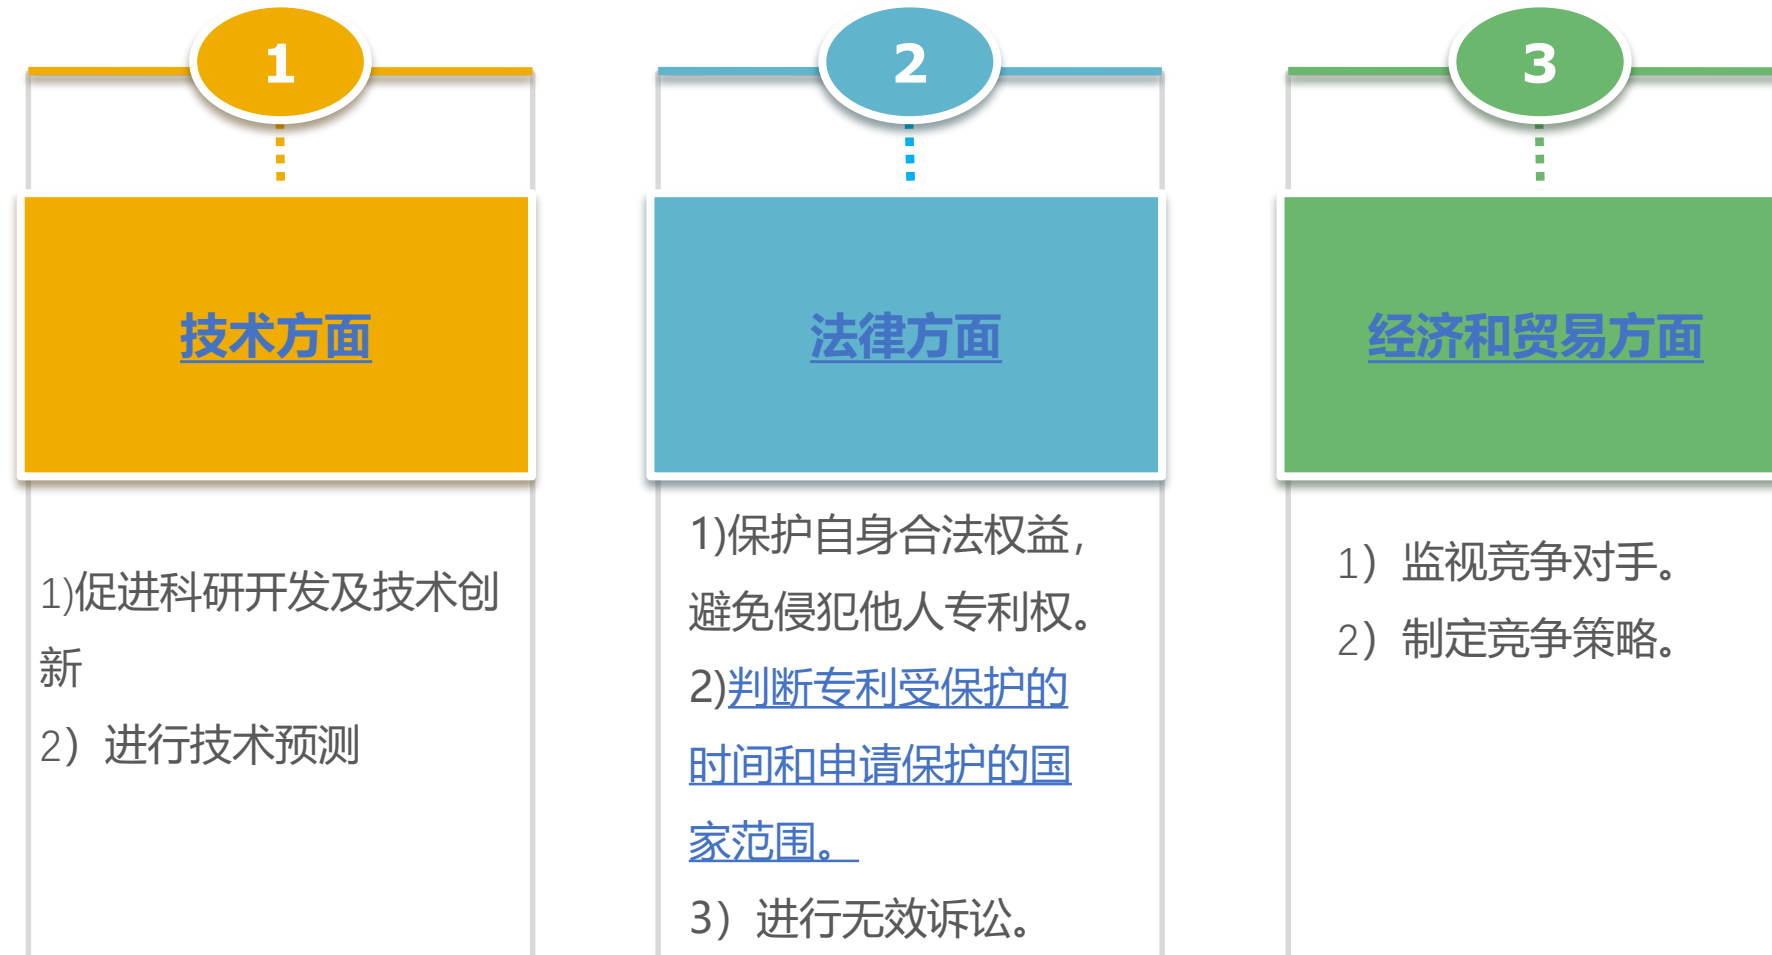 1
技术方面
1)促进科研开发及技术创
新
2）进行技术预测
2
法律方面
1)保护自身合法权益，
避免侵犯他人专利权。
2)判断专利受保护的
时间和申请保护的国
家范围。
3）进行无效诉讼。
3
经济和贸易方面
1）监视竞争对手。
2）制定竞争策略。